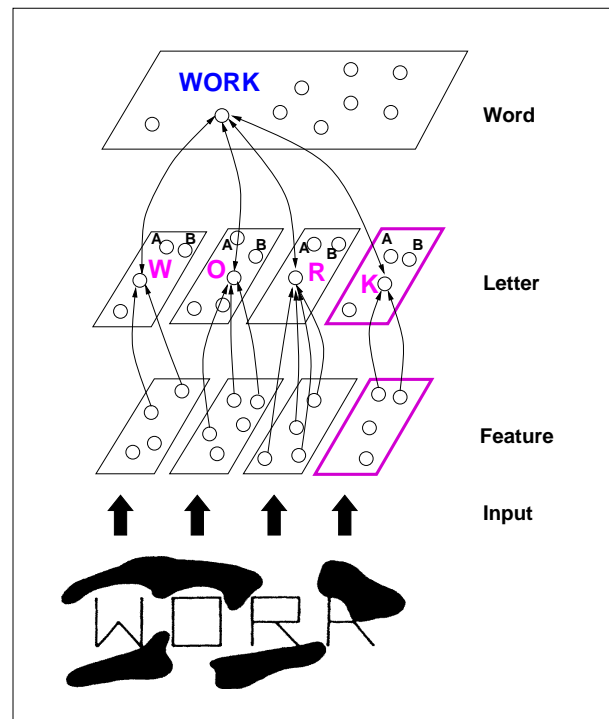 WORK
Word
A B A B A B A B
W O R K
Letter
Feature
Input
W O R